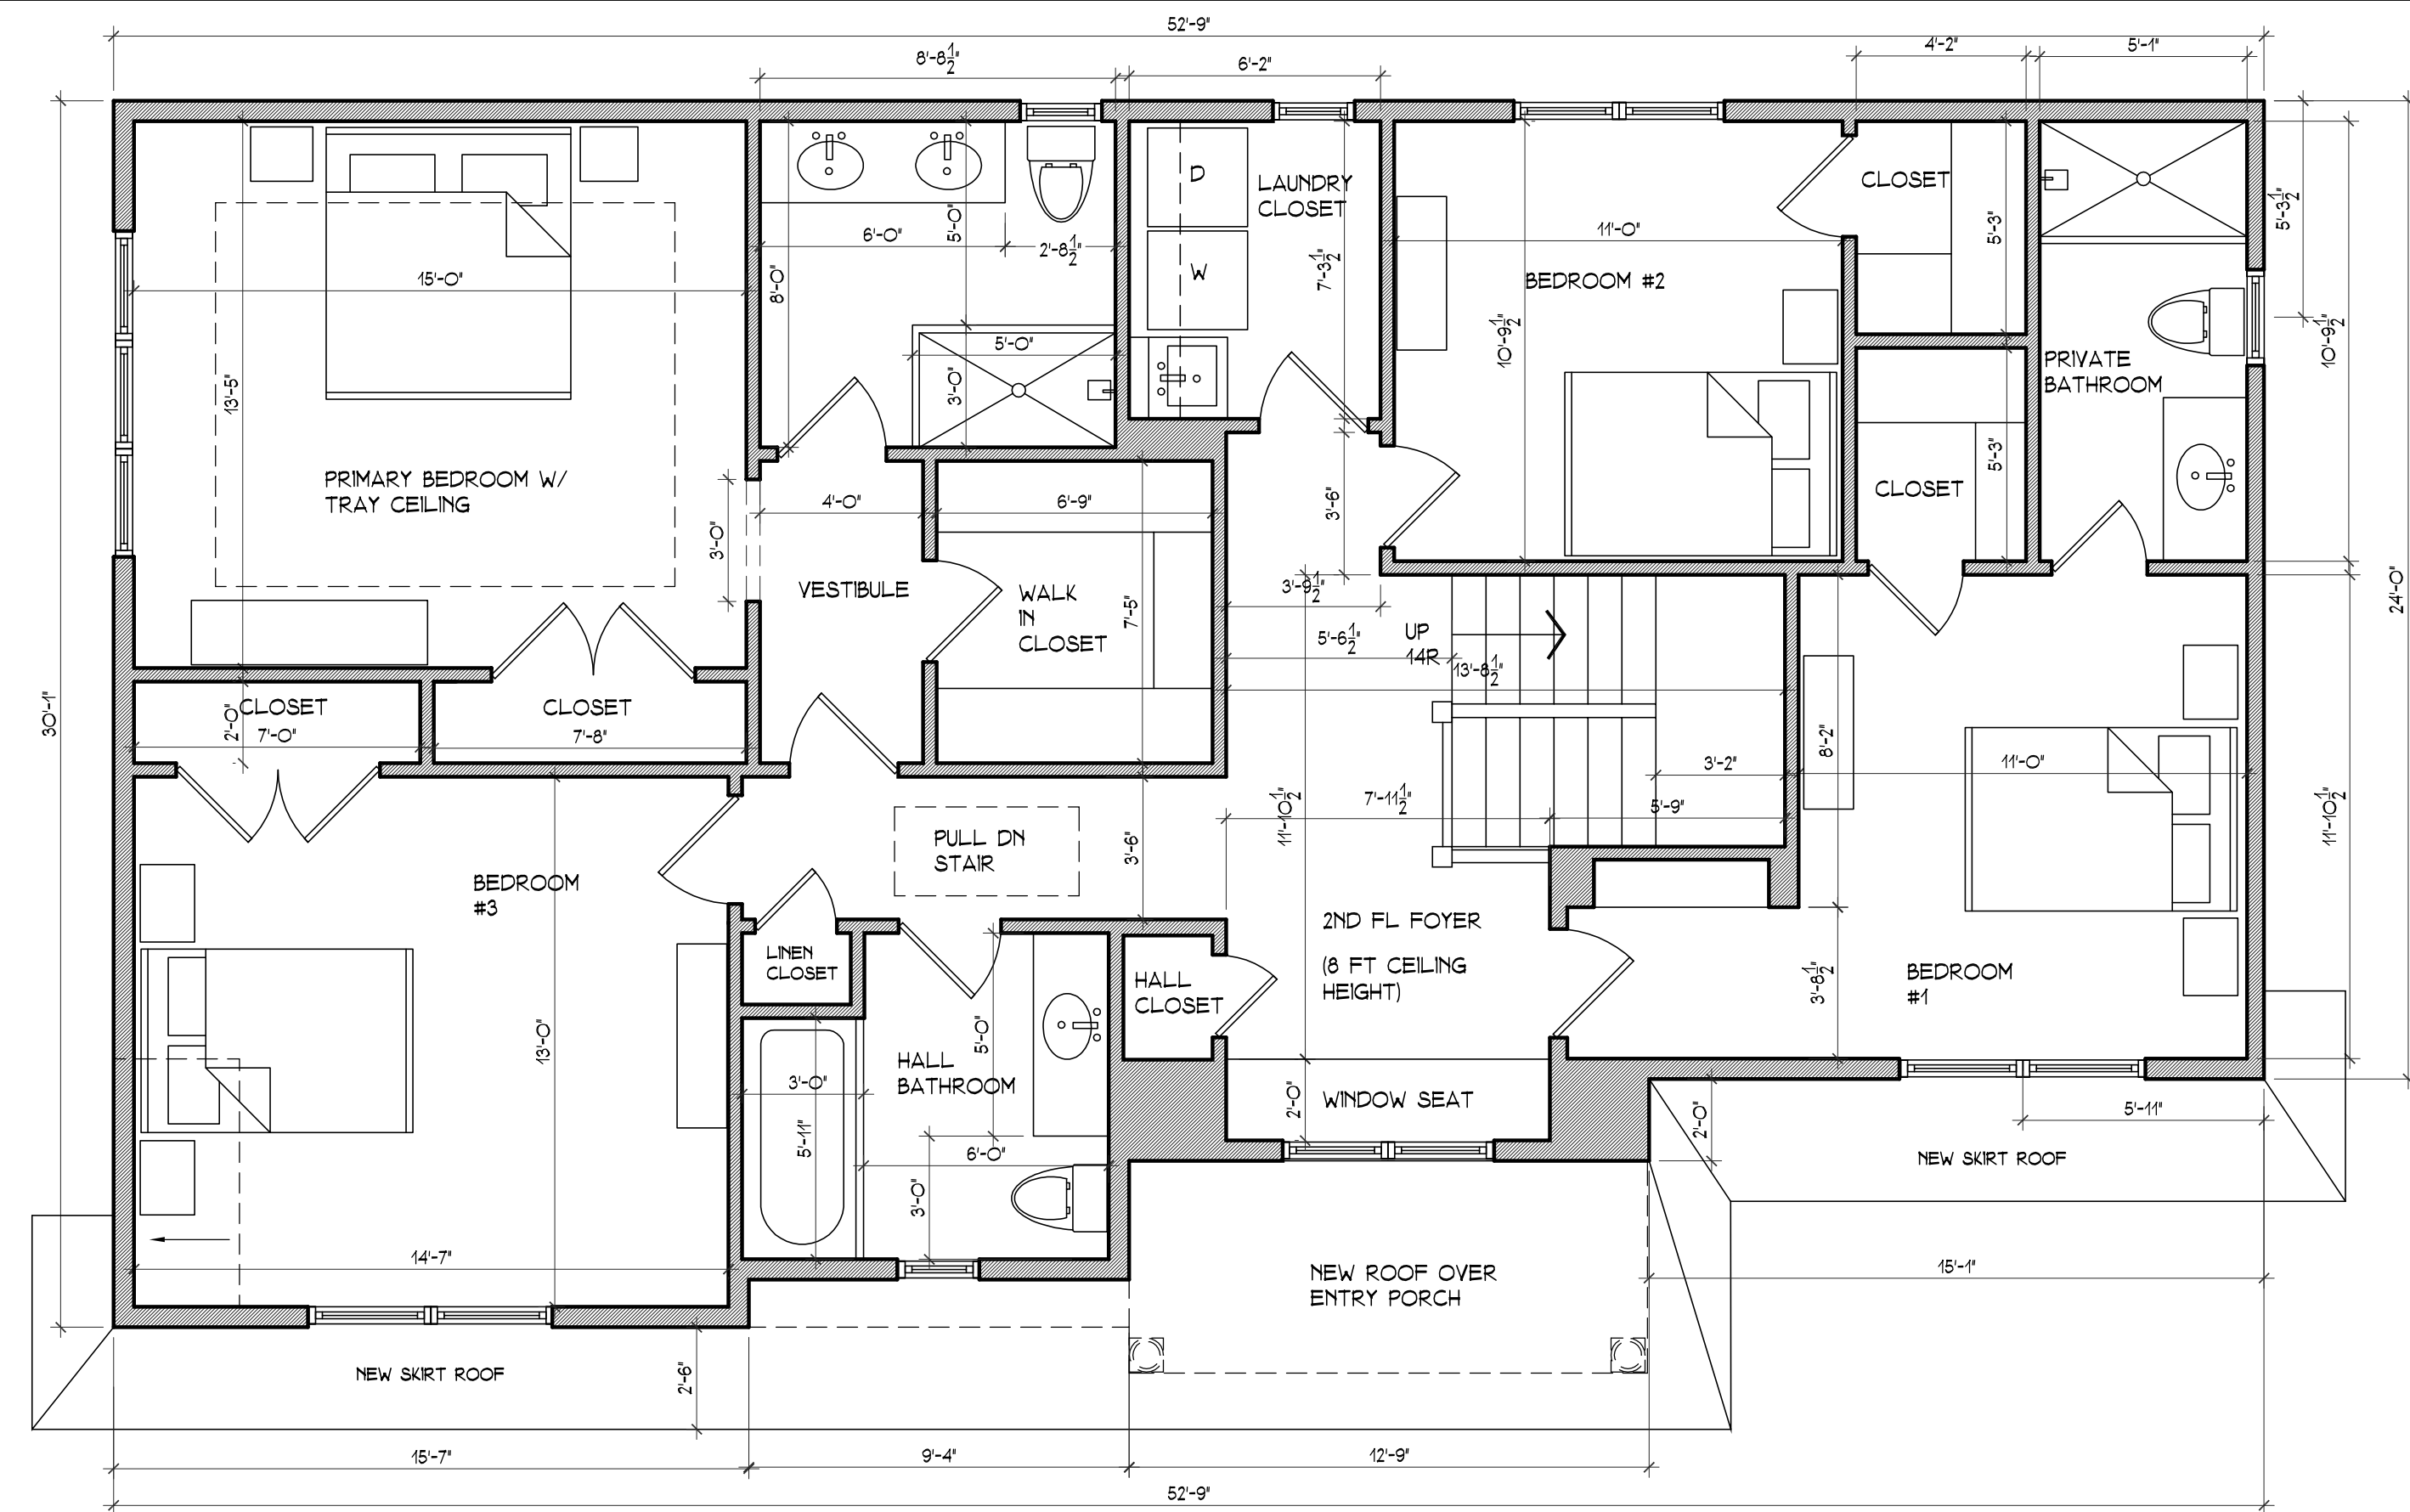 52'-9"
8'-8 1/2"
6'-2"
4'-2"
5'-1"
D
LAUNDRY
CLOSET
CLOSET
5'-3 1/2"
6'-0"
5'-0"
2'-8 1/2"
11'-0"
5'-3"
15'-0"
8'-0"
W
7'-3 1/2"
BEDROOM #2
10'-9 1/2"
10'-9 1/2"
5'-0"
PRIVATE
BATHROOM
13'-5"
3'-0"
PRIMARY BEDROOM W/
TRAY CEILING
4'-0"
6'-9"
3'-6"
CLOSET
5'-3"
3'-0"
VESTIBULE
WALK
IN
CLOSET
7'-5"
3'-9 1/2"
24'-0"
5'-6 1/2"
UP
14R
13'-8 1/2"
30'-1"
CLOSET
2'-0"
7'-0"
CLOSET
7'-8"
8'-2"
3'-2"
11'-0"
7'-11 1/2"
11'-10 1/2"
5'-9"
11'-10 1/2"
PULL DN
STAIR
3'-6"
BEDROOM
#3
2ND FL FOYER
(8 FT CEILING
HEIGHT)
LINEN
CLOSET
HALL
CLOSET
3'-8 1/2"
BEDROOM
#1
13'-0"
5'-0"
HALL
BATHROOM
3'-0"
5'-11"
2'-0"
WINDOW SEAT
2'-0"
5'-11"
6'-0"
3'-0"
NEW SKIRT ROOF
14'-7"
NEW ROOF OVER
ENTRY PORCH
15'-1"
NEW SKIRT ROOF
2'-6"
15'-7"
9'-4"
12'-9"
52'-9"